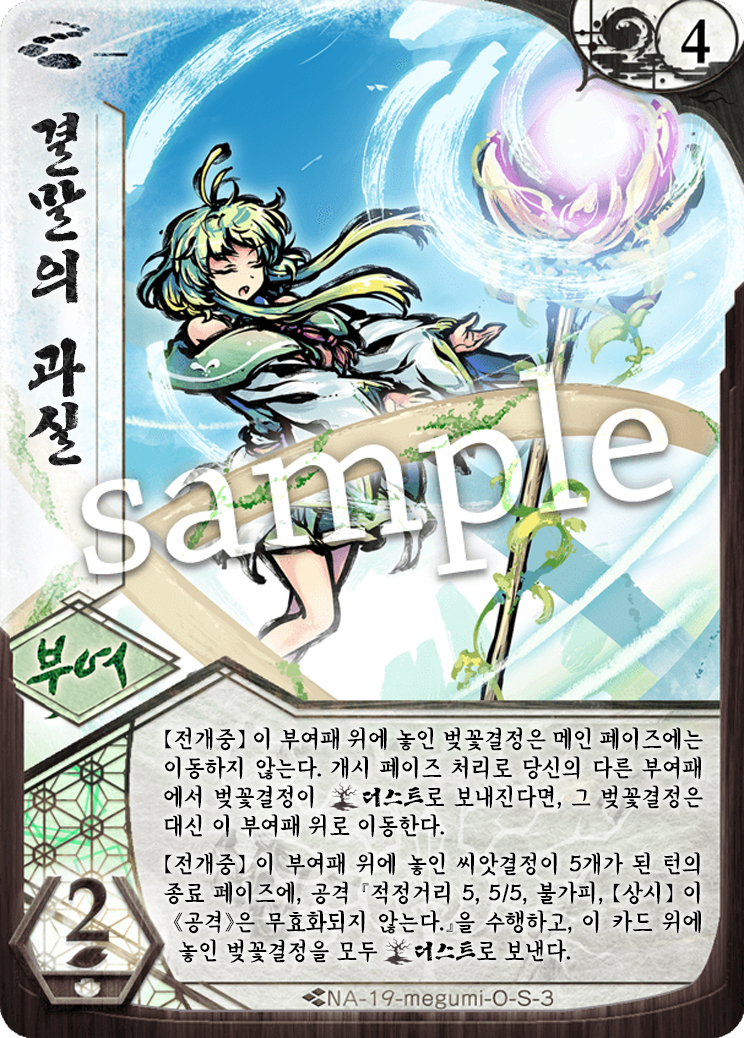 결말의 과실
부여
sample
4
2
【전개중】이 부여패 위에 놓인 벚꽃결정은 메인 페이즈에는
이동하지 않는다. 개시 페이즈 처리로 당신의 다른 부여패
에서 벚꽃결정이 더스트로 보내진다면, 그 벚꽃결정은
대신 이 부여패 위로 이동한다.
【전개중】이 부여패 위에 놓인 씨앗결정이 5개가 된 턴의
종료 페이즈에, 공격 『적정거리 5, 5/5, 불가피, 【상시】이
《공격》은 무효화되지 않는다.』을 수행하고, 이 카드 위에
놓인 벚꽃결정을 모두 더스트로 보낸다.
❖NA-19-megumi-O-S-3